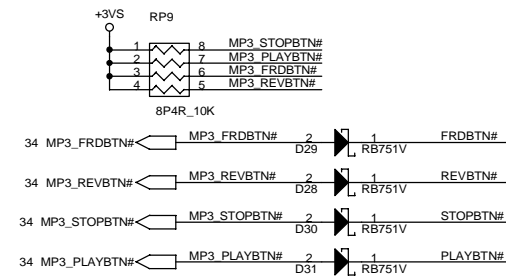 +3VS RP9
1 8 MP3_STOPBTN#
2 7 MP3_PLAYBTN#
3 6 MP3_FRDBTN#
4 5 MP3_REVBTN#
8P4R_10K
34 MP3_FRDBTN# MP3_FRDBTN# 2 1 FRDBTN#
D29 RB751V
34 MP3_REVBTN# MP3_REVBTN# 2 1 REVBTN#
D28 RB751V
34 MP3_STOPBTN# MP3_STOPBTN# 2 1 STOPBTN#
D30 RB751V
34 MP3_PLAYBTN# MP3_PLAYBTN# 2 1 PLAYBTN#
D31 RB751V